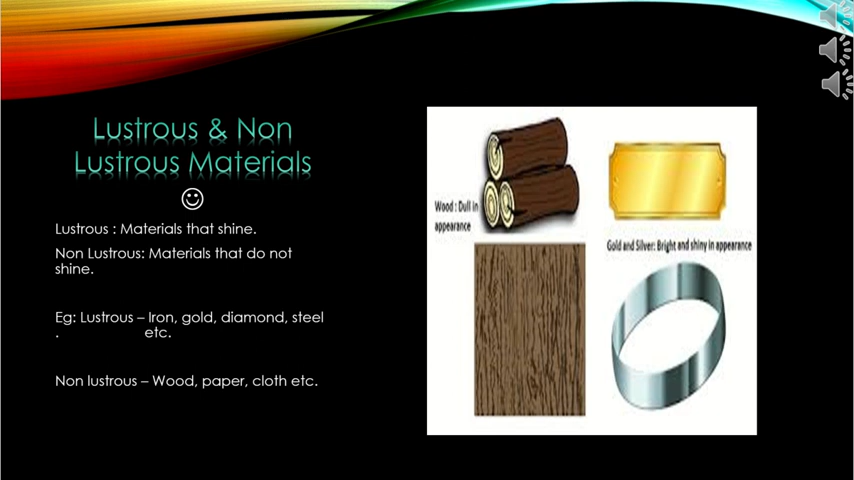 Lustrous & Non
Lustrous Materials
☺
Lustrous : Materials that shine.
Non Lustrous: Materials that do not
shine.
Eg: Lustrous – Iron, gold, diamond, steel
. etc.
Non lustrous – Wood, paper, cloth etc.
Wood : Dull in
appearance
Gold and Silver: Bright and shiny in appearance